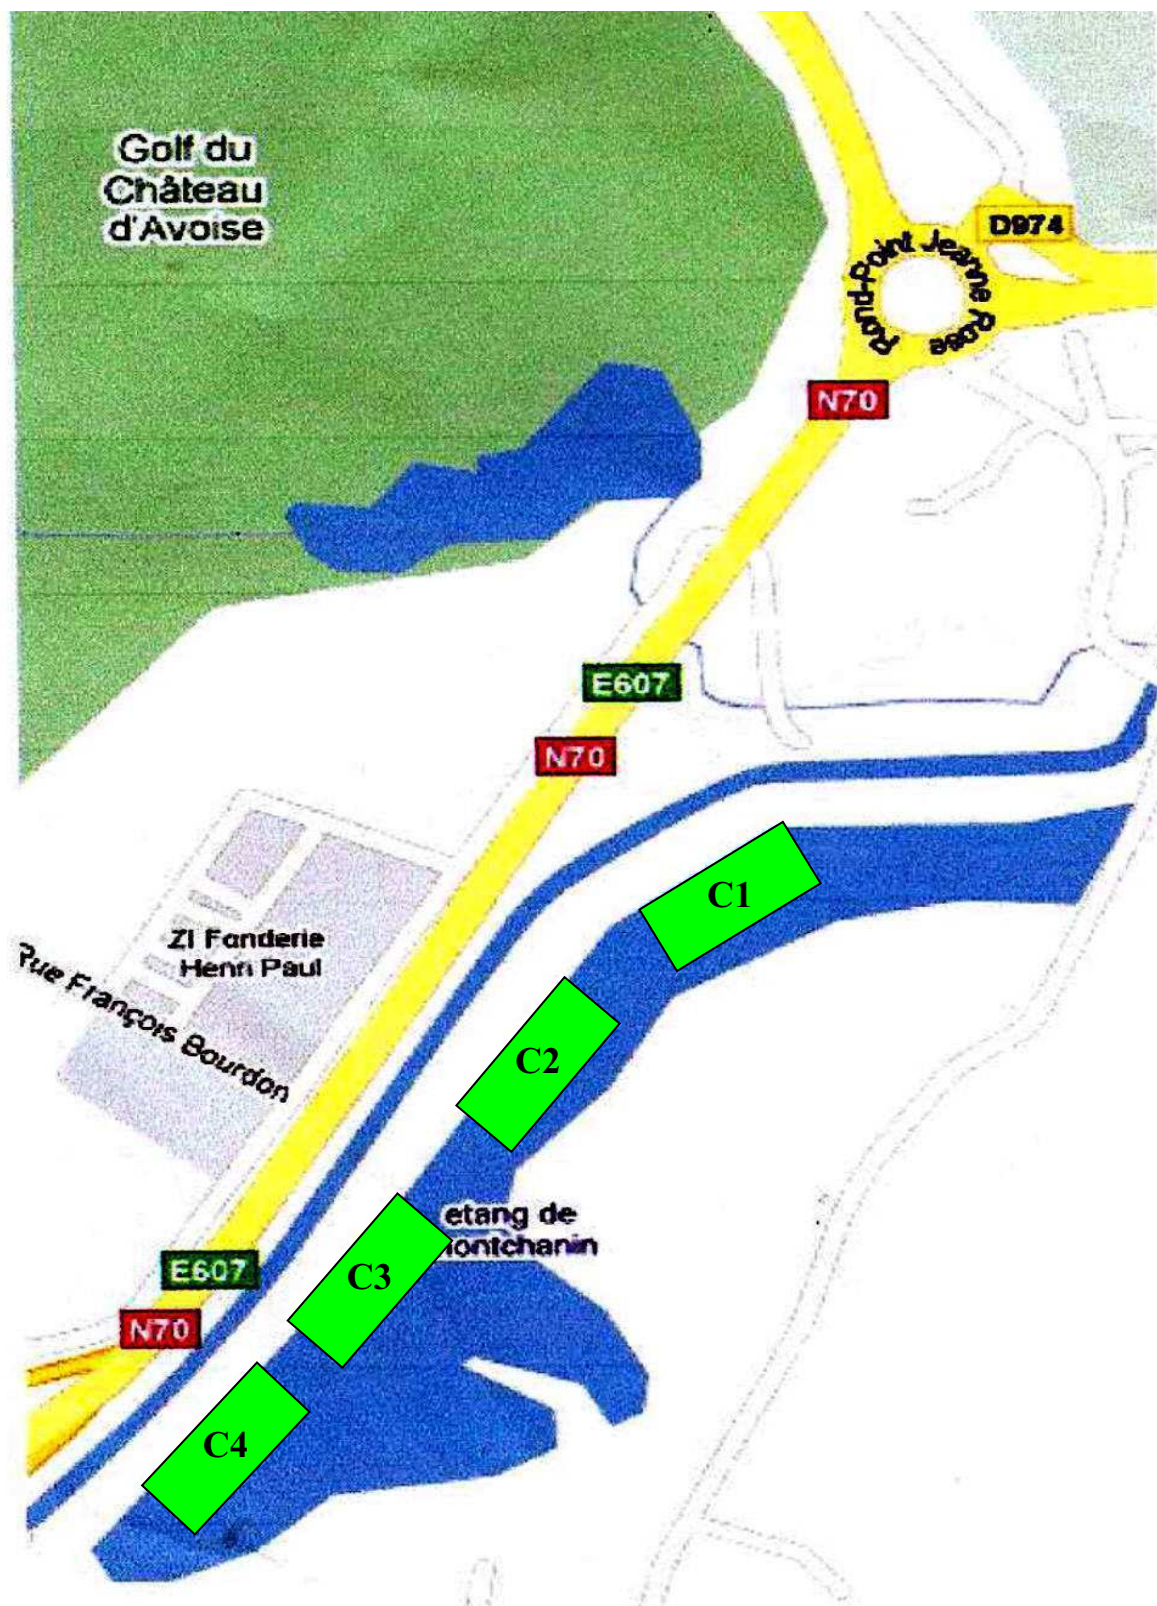 Golf du
Château
d'Avoise
D974
Rond-Point Jeanne Rose
N70
E607
N70
C1
ZI Fonderie
Henri Paul
Rue François Bourdon
C2
etang de
montchanin
C3
E607
N70
C4